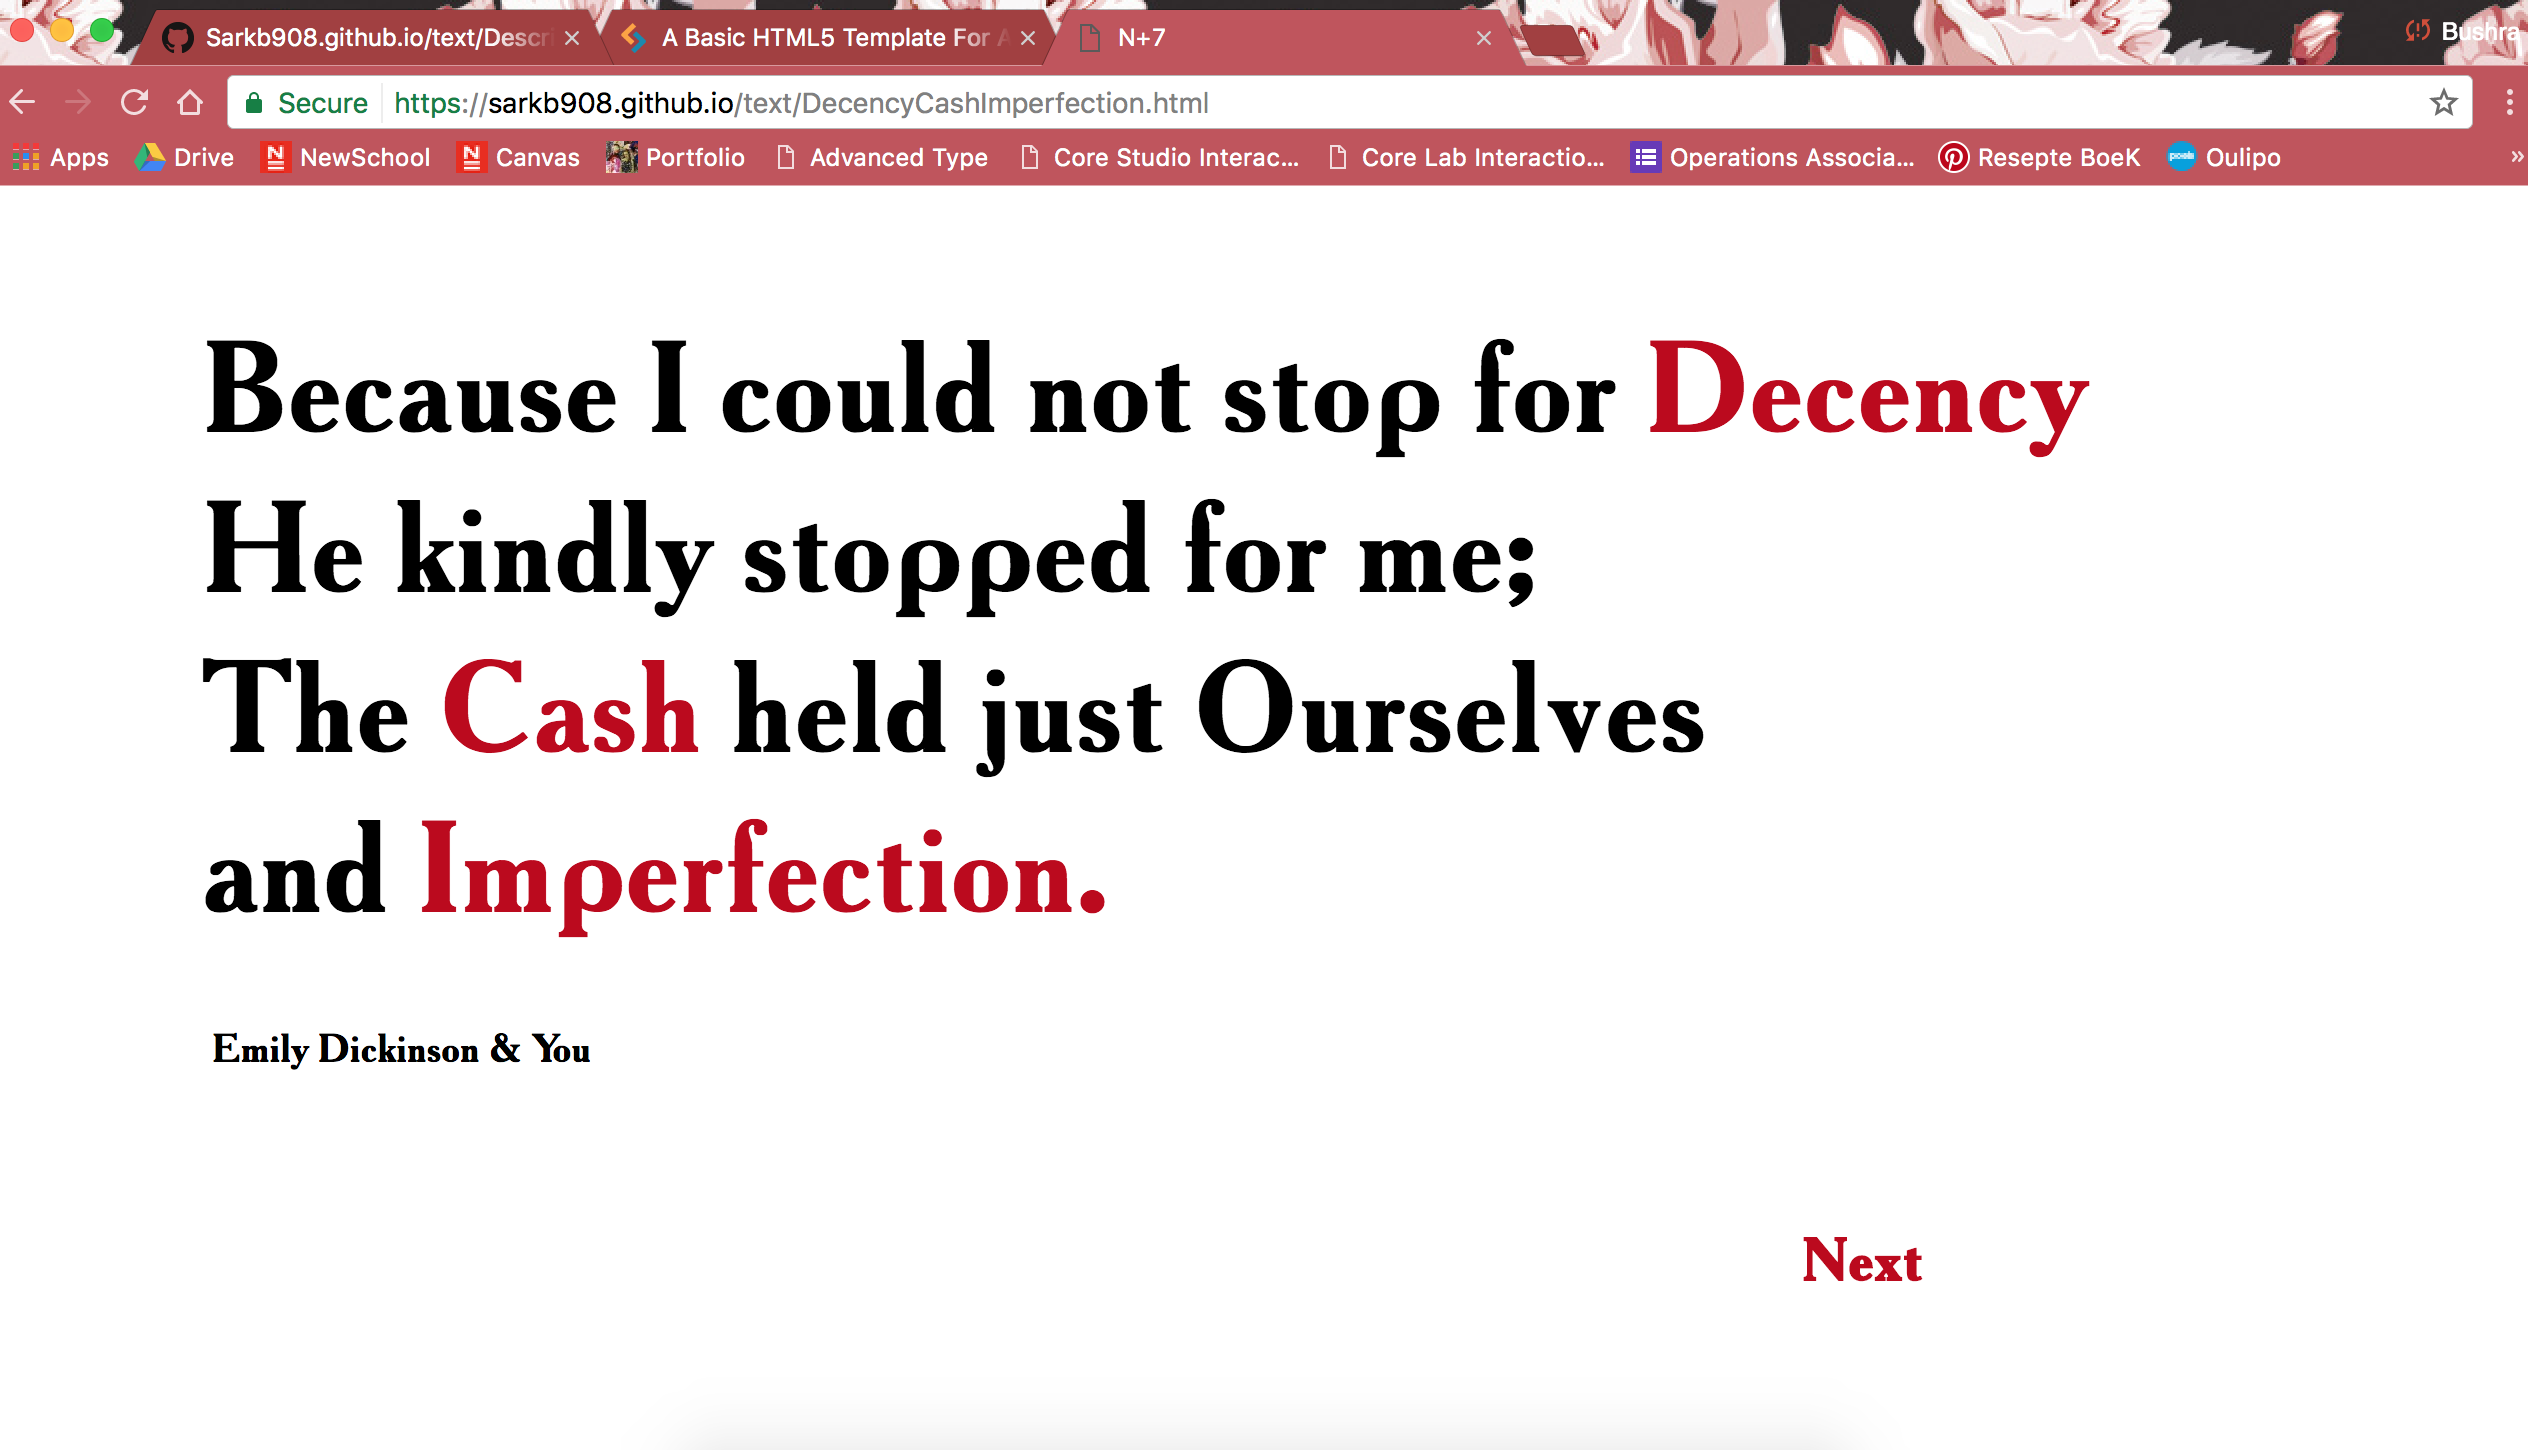 Sarkb908.github.io/text/Descri
A Basic HTML5 Template For A
N+7
Bushra
Secure https://sarkb908.github.io/text/DecencyCashImperfection.html
Apps Drive NewSchool Canvas Portfolio Advanced Type Core Studio Interac... Core Lab Interactio... Operations Associa... Resepte BoeK Oulipo »
Because I could not stop for Decency
He kindly stopped for me;
The Cash held just Ourselves
and Imperfection.
Emily Dickinson & You
Next